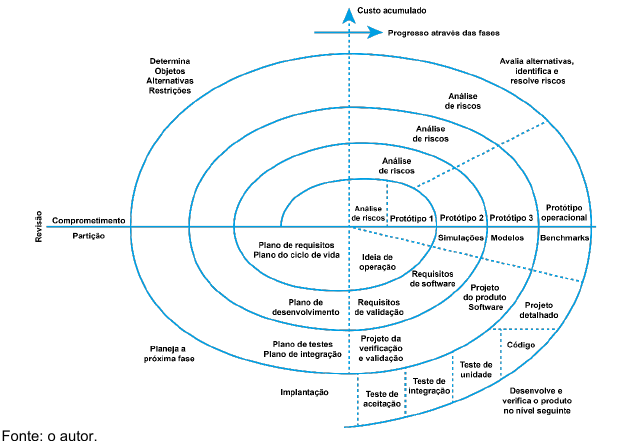 Custo acumulado
Progresso através das fases
Determina
Objetos
Alternativas
Restrições
Avalia alternativas,
identifica e
resolve riscos
Análise
de riscos
Análise
de riscos
Análise
de riscos
Análise
de riscos
Protótipo 1
Protótipo 2
Protótipo 3
Protótipo
operacional
Revisão
Comprometimento
Partição
Simulações
Modelos
Benchmarks
Plano de requisitos
Plano do ciclo de vida
Ideia de
operação
Requisitos
de software
Plano de
desenvolvimento
Requisitos
de validação
Projeto
do produto
Software
Projeto
detalhado
Planeja a
próxima fase
Plano de testes
Plano de integração
Projeto da
verificação
e validação
Código
Teste de
unidade
Teste de
integração
Teste de
aceitação
Implantação
Desenvolve e
verifica o produto
no nível seguinte
Fonte: o autor.